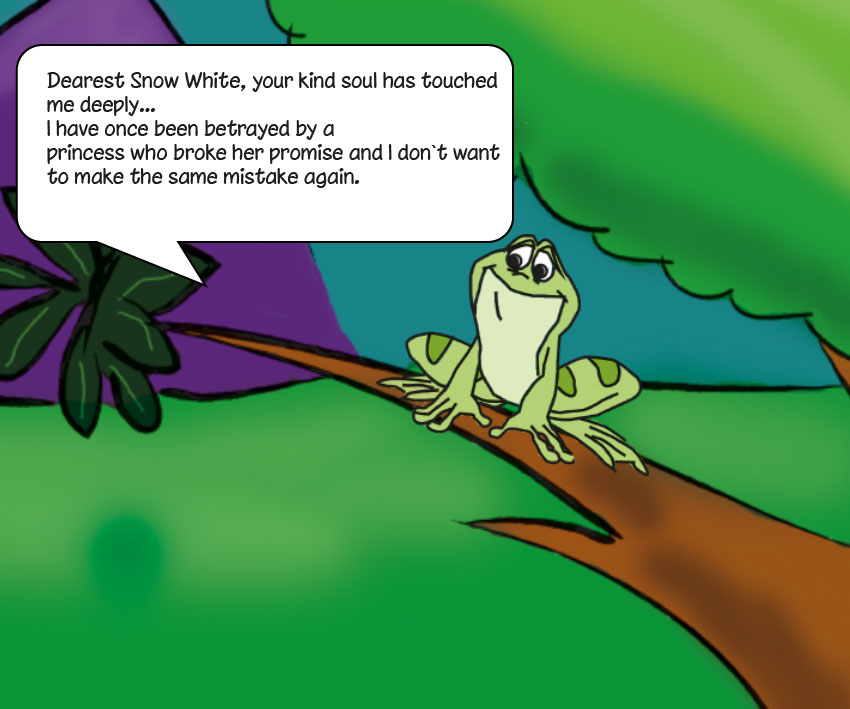 Dearest Snow White, your kind soul has touched
me deeply...
I have once been betrayed by a
princess who broke her promise and I don`t want
to make the same mistake again.